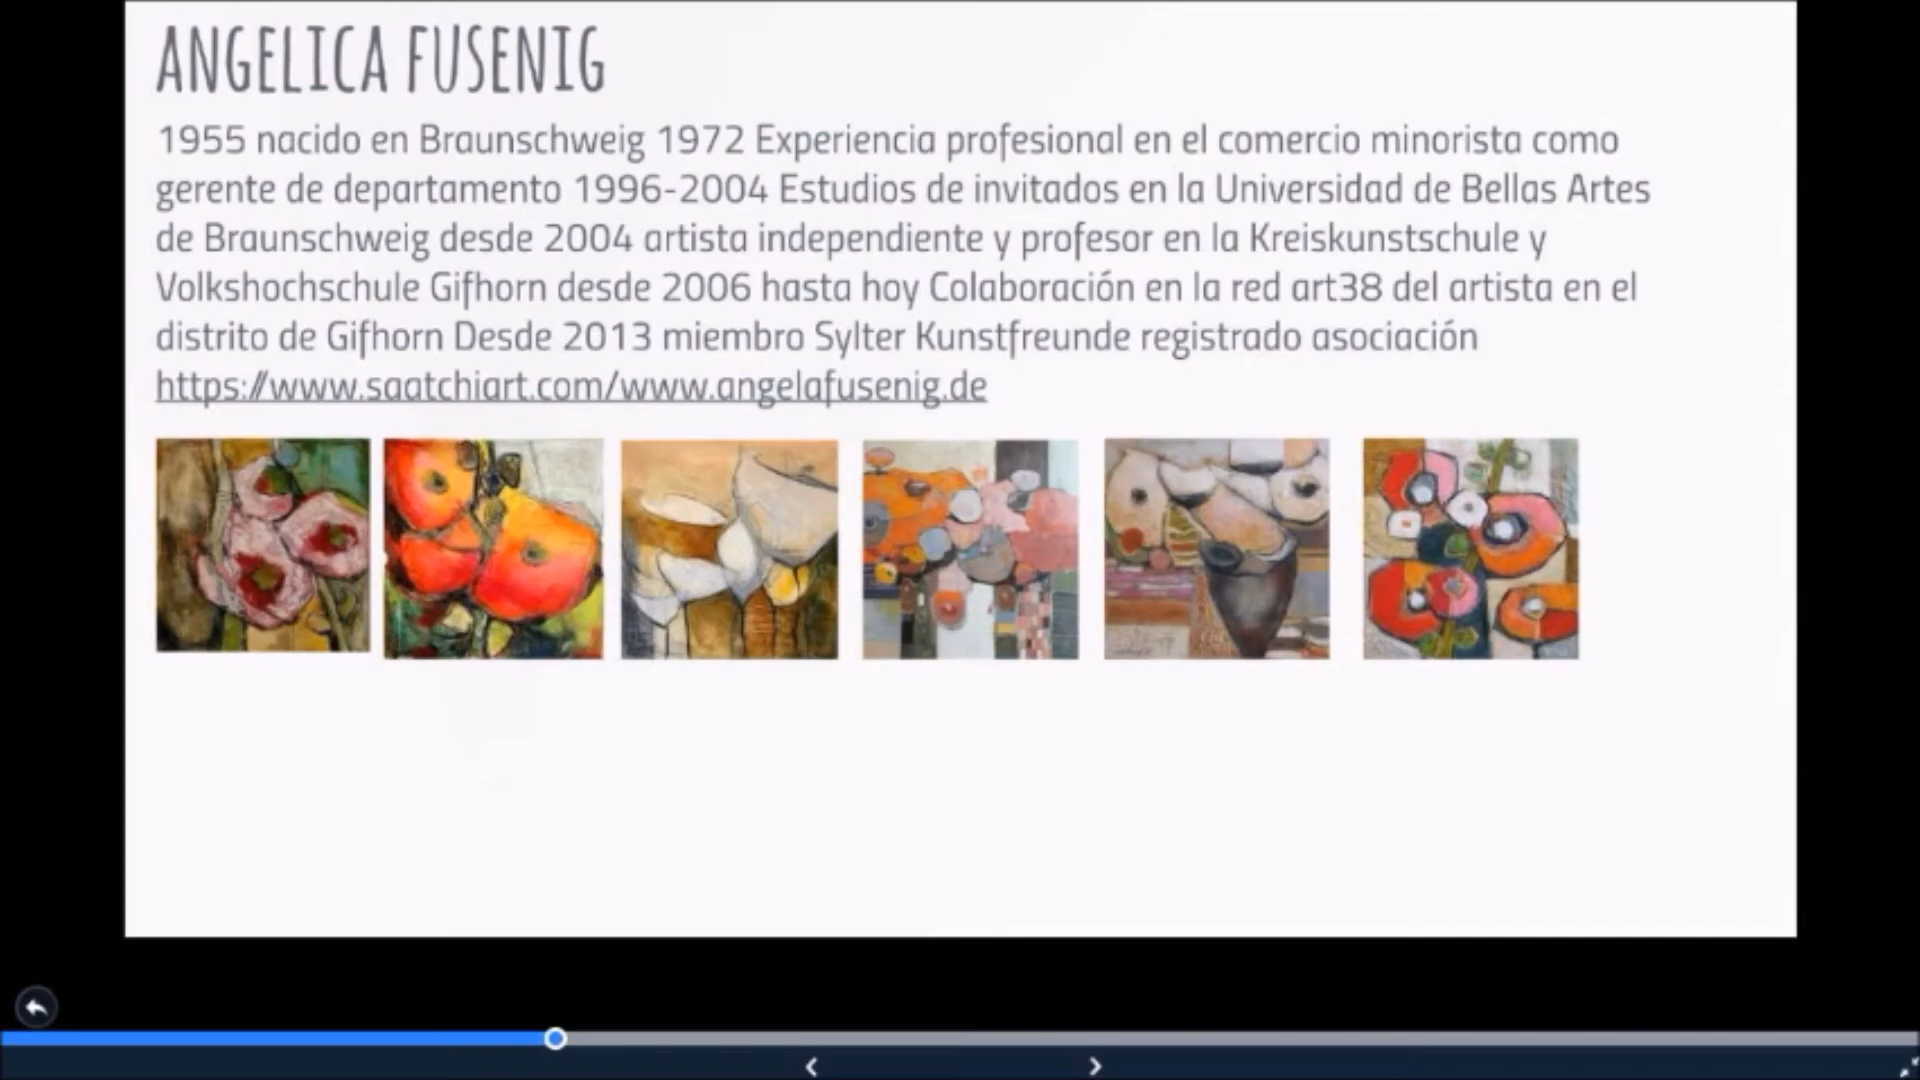 ANGELICA FUSENIG
1955 nacido en Braunschweig 1972 Experiencia profesional en el comercio minorista como
gerente de departamento 1996-2004 Estudios de invitados en la Universidad de Bellas Artes
de Braunschweig desde 2004 artista independiente y profesor en la Kreiskunstschule y
Volkshochschule Gifhorn desde 2006 hasta hoy Colaboración en la red art38 del artista en el
distrito de Gifhorn Desde 2013 miembro Sylter Kunstfreunde registrado asociación
https://www.saatchiart.com/www.angelafusenig.de